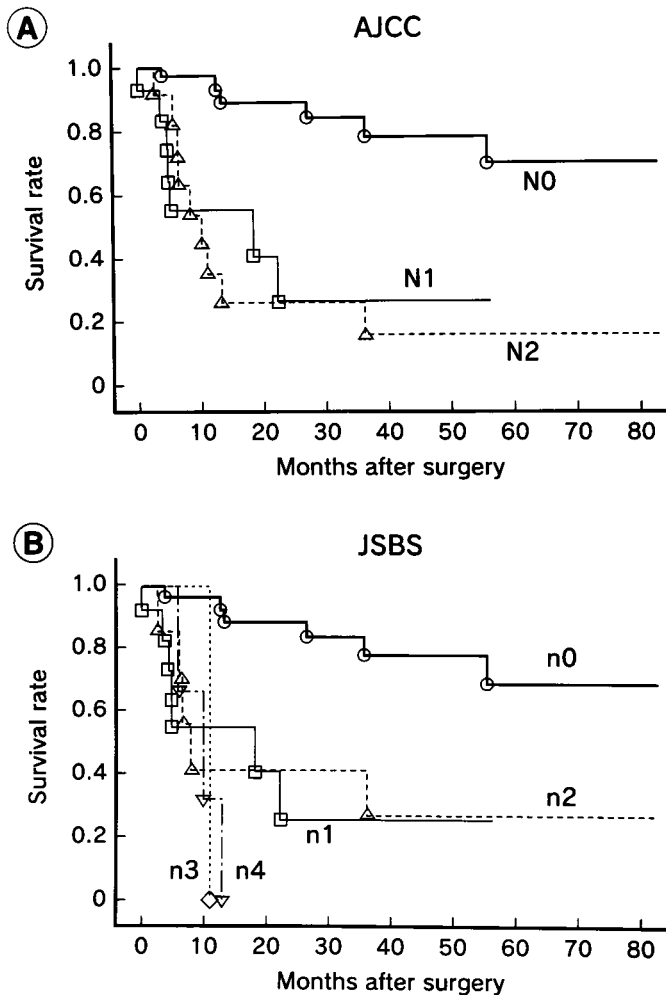 A
AJCC
1.0
0.8
0.6
0.4
0.2
0
Survival rate
N0
N1
N2
0 10 20 30 40 50 60 70 80
Months after surgery
B
JSBS
1.0
0.8
0.6
0.4
0.2
0
Survival rate
n0
n2
n1
n3 n4
0 10 20 30 40 50 60 70 80
Months after surgery